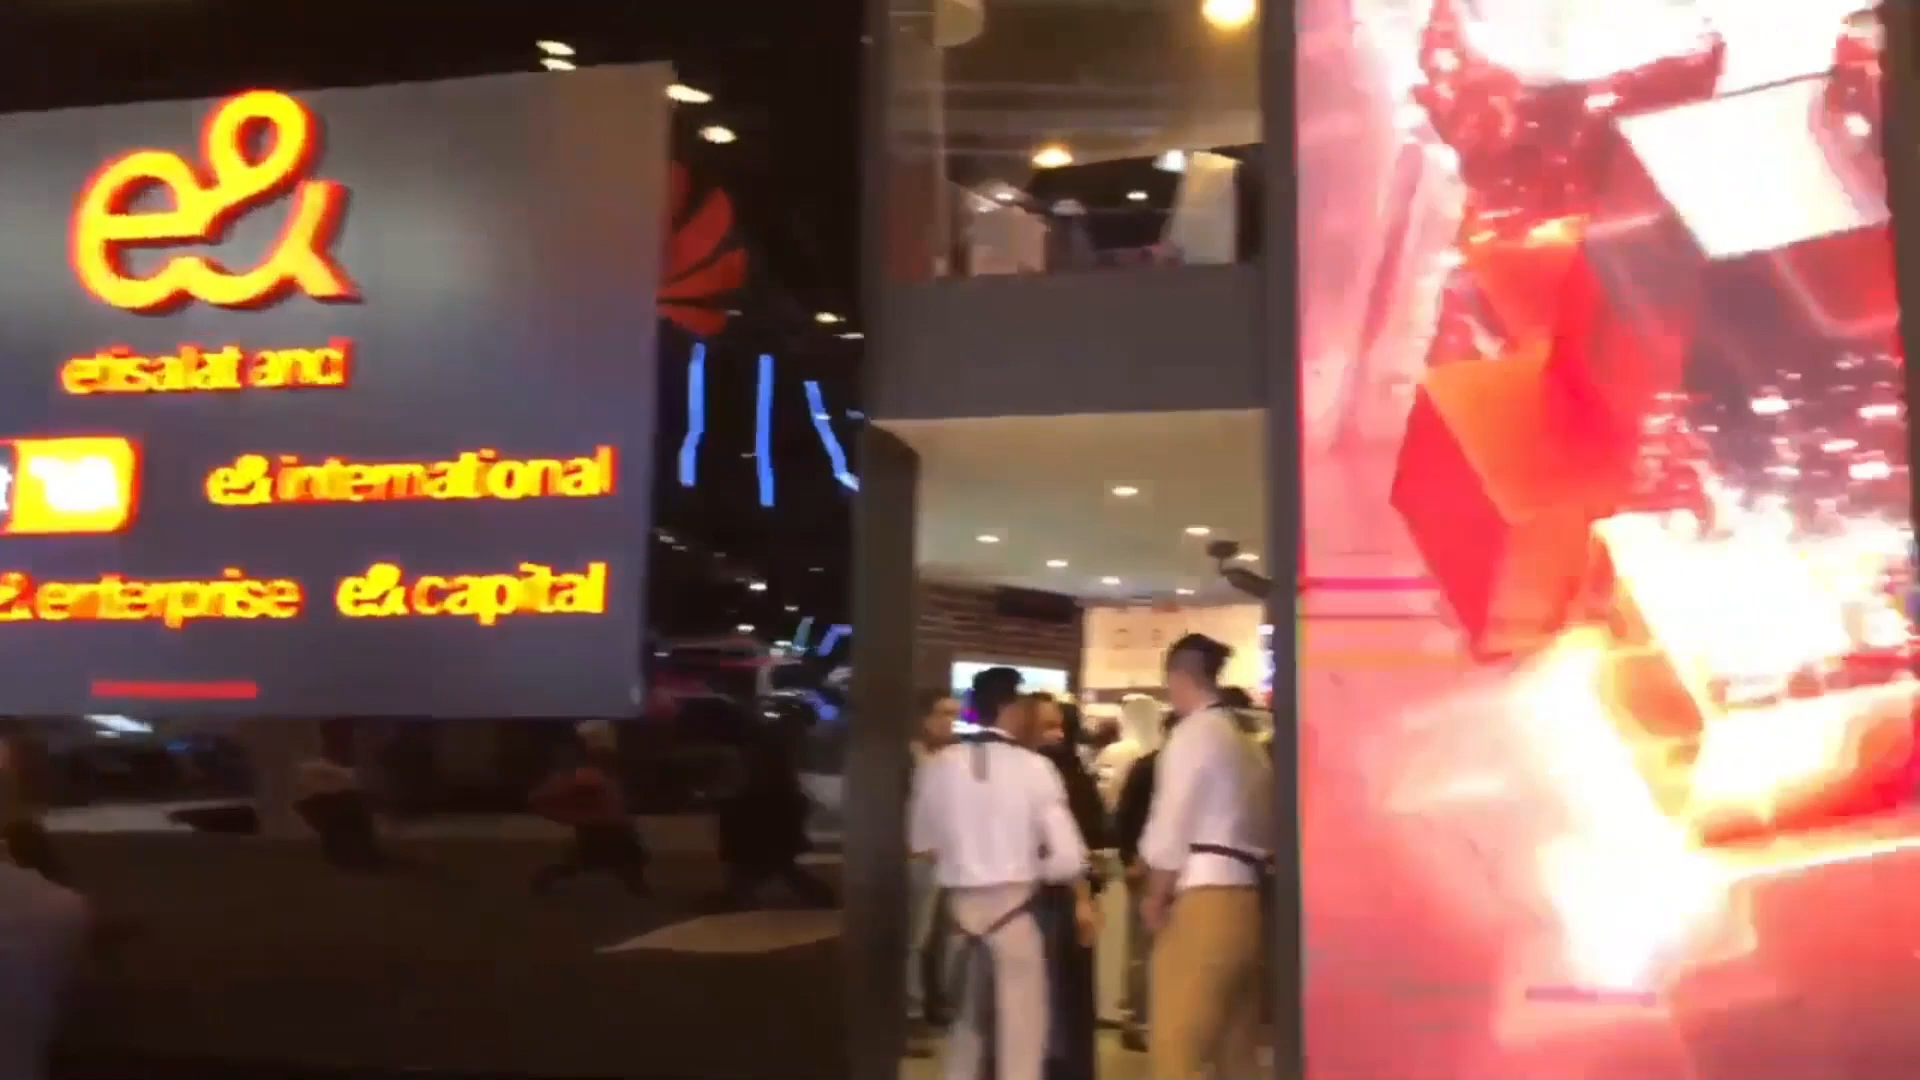 e&
etisalat and
e& international
e& enterprise e& capital